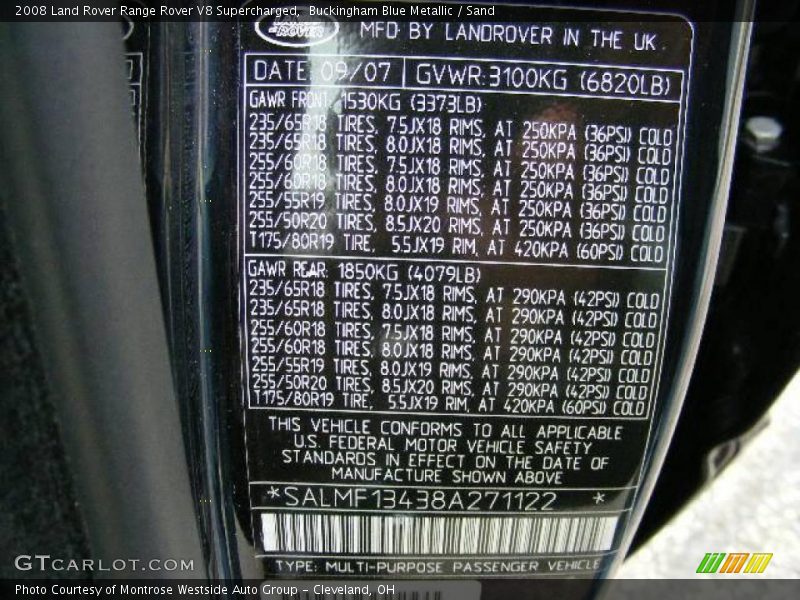 2008 Land Rover Range Rover V8 Supercharged, Buckingham Blue Metallic / Sand
ROVER
MFD BY LANDROVER IN THE UK
DATE 09/07 GVWR:3100KG (6820LB)
GAWR FRONT: 1530KG (3373LB)
235/65R18 TIRES, 7.5JX18 RIMS, AT 250KPA (36PSI) COLD
235/65R18 TIRES, 8.0JX18 RIMS, AT 250KPA (36PSI) COLD
255/60R18 TIRES, 7.5JX18 RIMS, AT 250KPA (36PSI) COLD
255/60R18 TIRES, 8.0JX18 RIMS, AT 250KPA (36PSI) COLD
255/55R19 TIRES, 8.0JX19 RIMS, AT 250KPA (36PSI) COLD
255/50R20 TIRES, 8.5JX20 RIMS, AT 250KPA (36PSI) COLD
T175/80R19 TIRE, 5.5JX19 RIM, AT 420KPA (60PSI) COLD
GAWR REAR: 1850KG (4079LB)
235/65R18 TIRES, 7.5JX18 RIMS, AT 290KPA (42PSI) COLD
235/65R18 TIRES, 8.0JX18 RIMS, AT 290KPA (42PSI) COLD
255/60R18 TIRES, 7.5JX18 RIMS, AT 290KPA (42PSI) COLD
255/60R18 TIRES, 8.0JX18 RIMS, AT 290KPA (42PSI) COLD
255/55R19 TIRES, 8.0JX19 RIMS, AT 290KPA (42PSI) COLD
255/50R20 TIRES, 8.5JX20 RIMS, AT 290KPA (42PSI) COLD
T175/80R19 TIRE, 5.5JX19 RIM, AT 420KPA (60PSI) COLD
THIS VEHICLE CONFORMS TO ALL APPLICABLE
U.S. FEDERAL MOTOR VEHICLE SAFETY
STANDARDS IN EFFECT ON THE DATE OF
MANUFACTURE SHOWN ABOVE
*SALMF13438A271122 *
TYPE: MULTI-PURPOSE PASSENGER VEHICLE
GTCARLOT.COM
Photo Courtesy of Montrose Westside Auto Group - Cleveland, OH